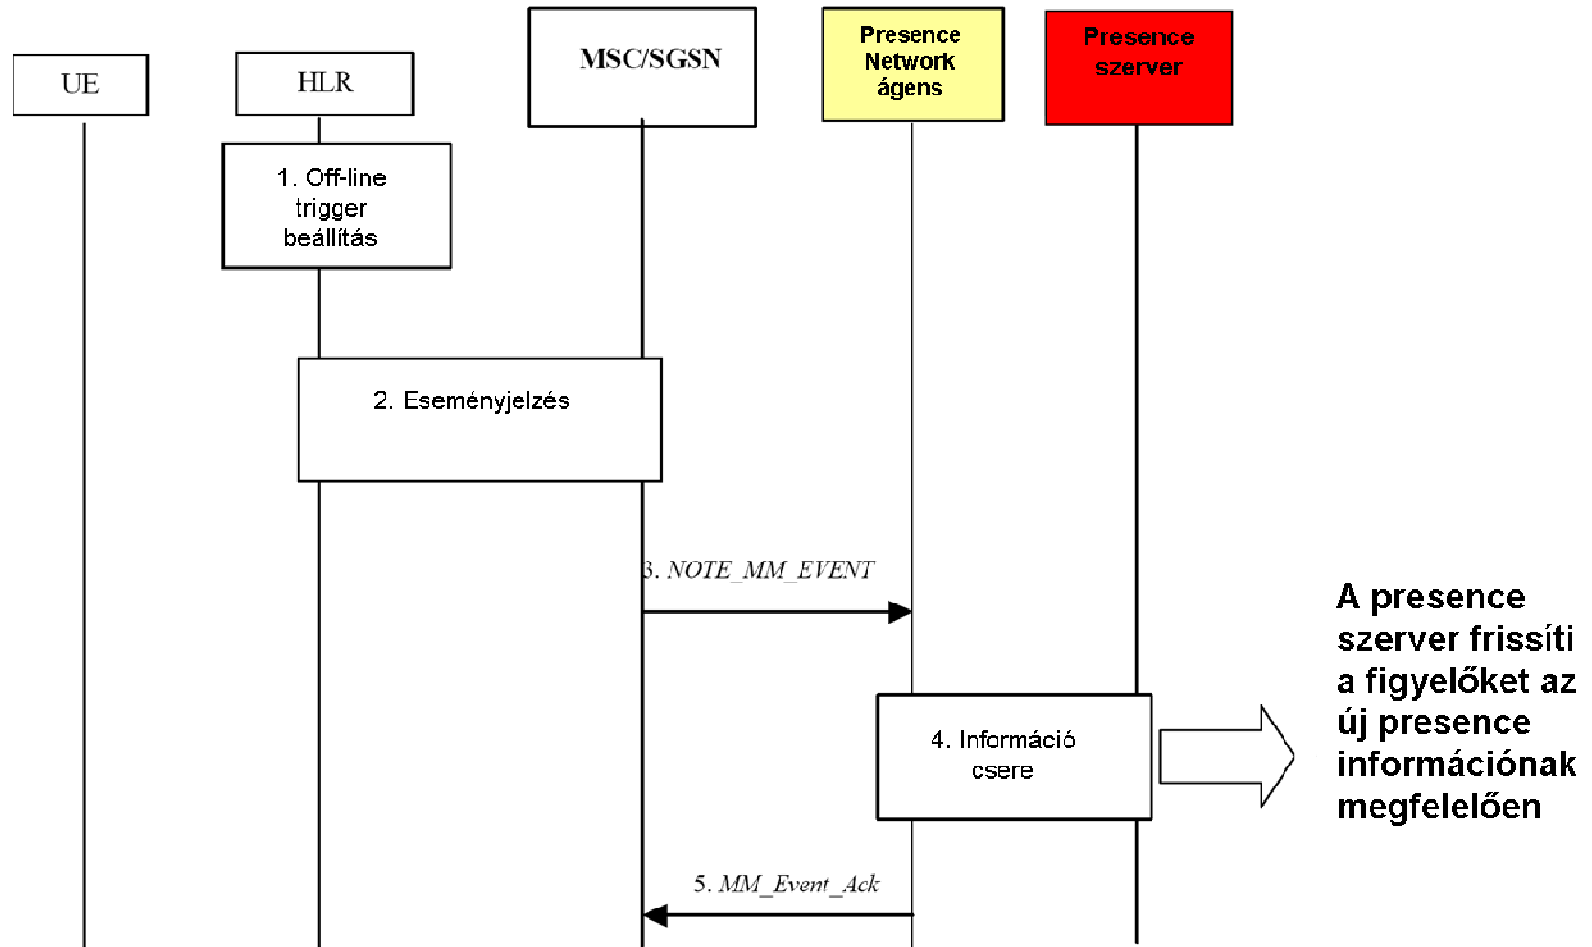 UE
HLR
MSC/SGSN
Presence
Network
ágens
Presence
szerver
1. Off-line
trigger
beállítás
2. Eseményjelzés
3. NOTE_MM_EVENT
4. Információ
csere
A presence
szerver frissíti
a figyelőket az
új presence
információnak
megfelelően
5. MM_Event_Ack